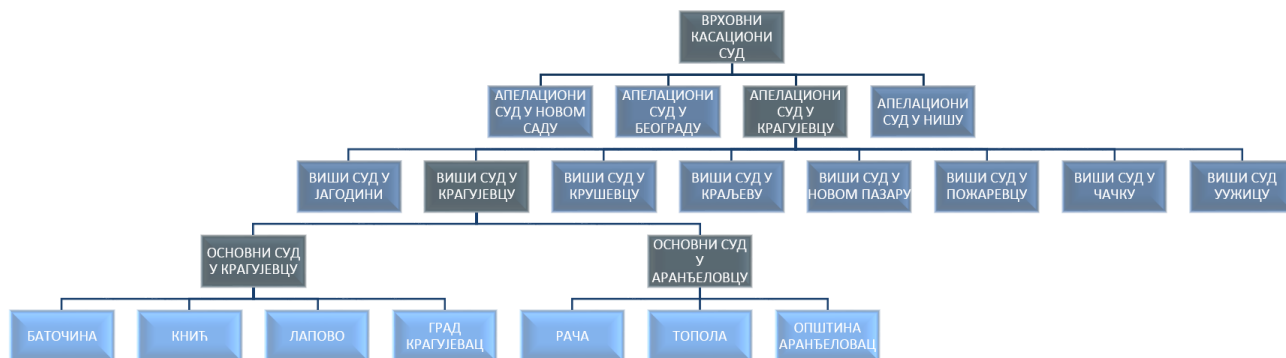 ВРХОВНИ
КАСАЦИОНИ
СУД
АПЕЛАЦИОНИ
СУД У НОВОМ
САДУ
АПЕЛАЦИОНИ
СУД У
БЕОГРАДУ
АПЕЛАЦИОНИ
СУД У
КРАГУЈЕВЦУ
АПЕЛАЦИОНИ
СУД У НИШУ
ВИШИ СУД У
ЈАГОДИНИ
ВИШИ СУД У
КРАГУЈЕВЦУ
ВИШИ СУД У
КРУШЕВЦУ
ВИШИ СУД У
КРАЉЕВУ
ВИШИ СУД У
НОВОМ ПАЗАРУ
ВИШИ СУД У
ПОЖАРЕВЦУ
ВИШИ СУД У
ЧАЧКУ
ВИШИ СУД
УУЖИЦУ
ОСНОВНИ СУД
У КРАГУЈЕВЦУ
ОСНОВНИ СУД
У
АРАНЂЕЛОВЦУ
БАТОЧИНА
КНИЋ
ЛАПОВО
ГРАД
КРАГУЈЕВАЦ
РАЧА
ТОПОЛА
ОПШТИНА
АРАНЂЕЛОВАЦ